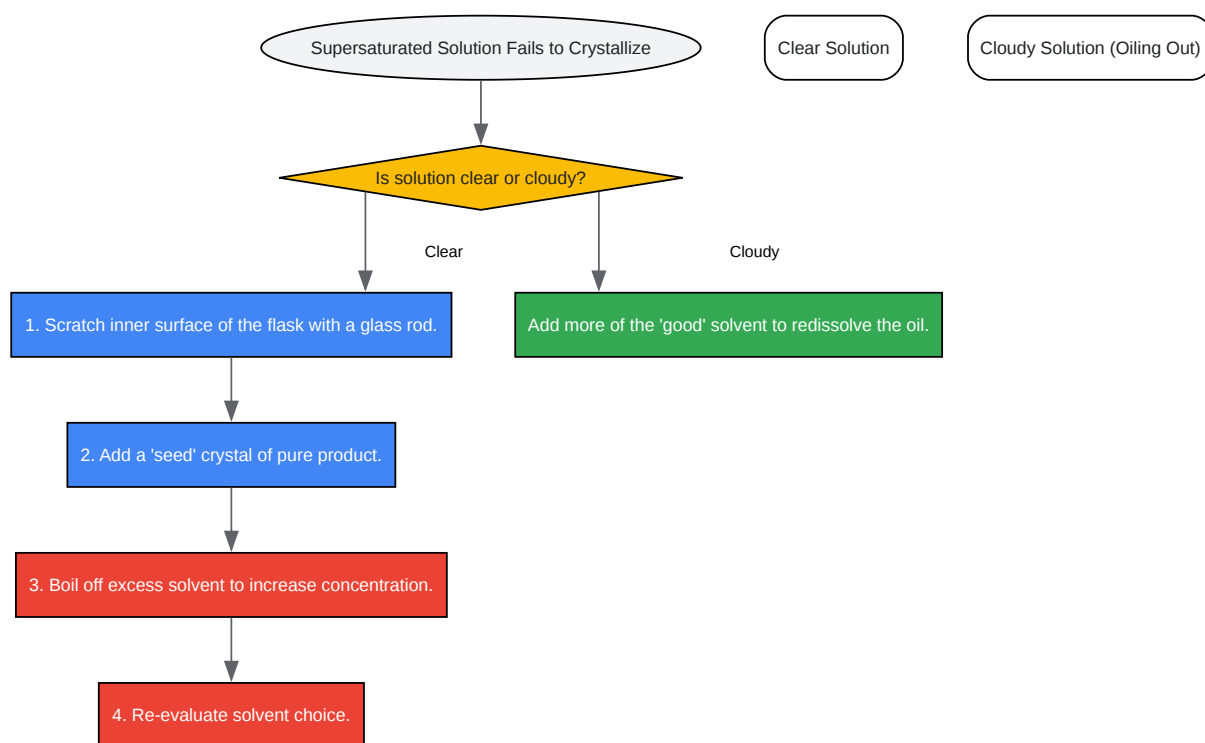 Supersaturated Solution Fails to Crystallize
Clear Solution
Cloudy Solution (Oiling Out)
Is solution clear or cloudy?
Clear
Cloudy
1. Scratch inner surface of the flask with a glass rod.
Add more of the 'good' solvent to redissolve the oil.
2. Add a 'seed' crystal of pure product.
3. Boil off excess solvent to increase concentration.
4. Re-evaluate solvent choice.